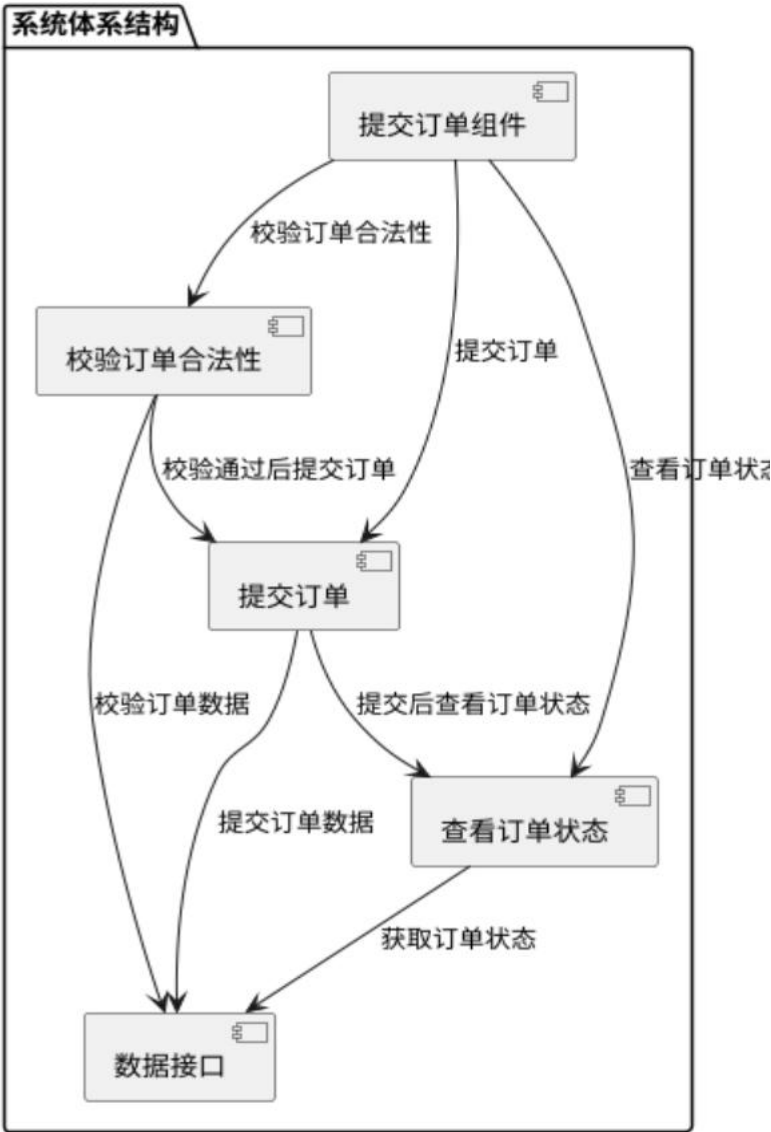 系统体系结构
提交订单组件
校验订单合法性
校验订单合法性
提交订单
校验通过后提交订单
查看订单状态
提交订单
校验订单数据
提交后查看订单状态
提交订单数据
查看订单状态
获取订单状态
数据接口